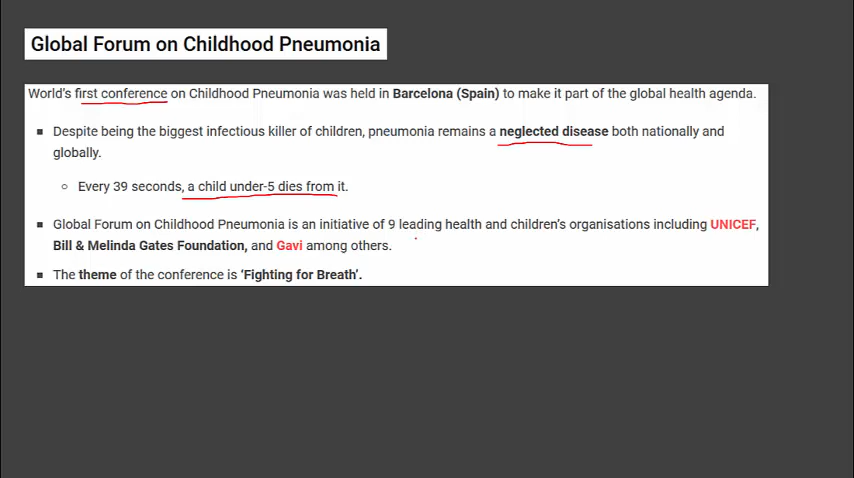 Global Forum on Childhood Pneumonia
World's first conference on Childhood Pneumonia was held in Barcelona (Spain) to make it part of the global health agenda.
▪ Despite being the biggest infectious killer of children, pneumonia remains a neglected disease both nationally and
globally.
○ Every 39 seconds, a child under-5 dies from it.
▪ Global Forum on Childhood Pneumonia is an initiative of 9 leading health and children's organisations including UNICEF,
Bill & Melinda Gates Foundation, and Gavi among others.
▪ The theme of the conference is ‘Fighting for Breath’.